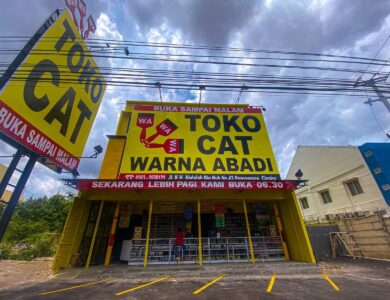 TOKO
CAT
BUKA SAMPAI MALAM
BUKA SAMPAI MALAM
WA
WA
WA
TOKO
CAT
WARNA ABADI
SEKARANG LEBIH PAGI KAMI BUKA 06.30